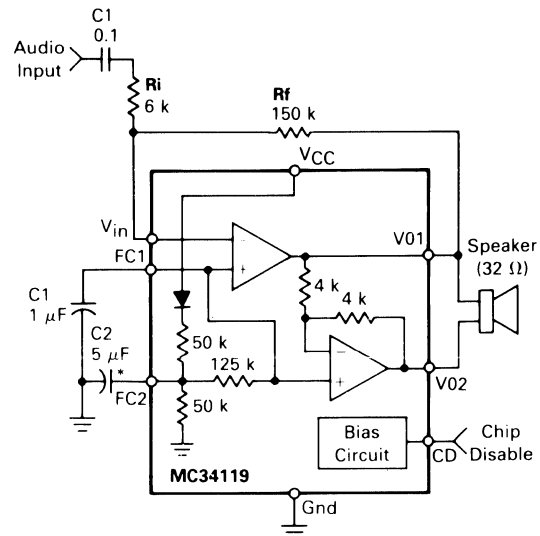 C1
0.1
Audio
Input
Ri
6 k
Rf
150 k
VCC
Vin
FC1
V01
Speaker
(32 Ω)
4 k
4 k
C1
1 μF
C2
5 μF
*
50 k
125 k
FC2
50 k
V02
Bias
Circuit
Chip
Disable
CD
MC34119
Gnd
- 
+
-
+